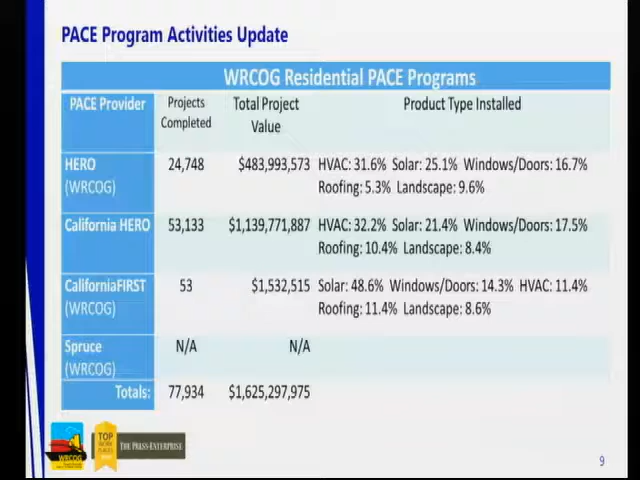 PACE Program Activities Update
WRCOG Residential PACE Programs
PACE Provider Projects Completed Total Project Value Product Type Installed
HERO (WRCOG) 24,748 $483,993,573 HVAC: 31.6% Solar: 25.1% Windows/Doors: 16.7%
Roofing: 5.3% Landscape: 9.6%
California HERO 53,133 $1,139,771,887 HVAC: 32.2% Solar: 21.4% Windows/Doors: 17.5%
Roofing: 10.4% Landscape: 8.4%
CaliforniaFIRST (WRCOG) 53 $1,532,515 Solar: 48.6% Windows/Doors: 14.3% HVAC: 11.4%
Roofing: 11.4% Landscape: 8.6%
Spruce (WRCOG) N/A N/A
Totals: 77,934 $1,625,297,975
WRCOG
TOP
WORK
PLACES
THE PRESS-ENTERPRISE
9